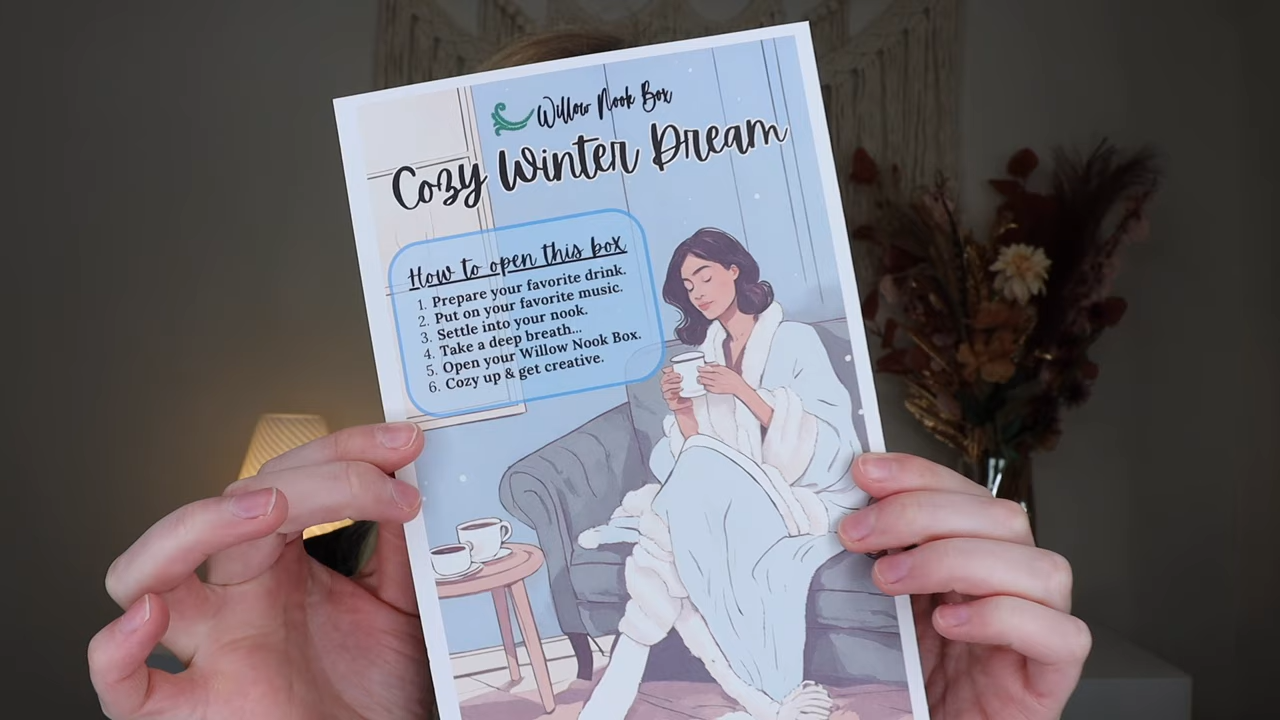 Willow Nook Box
Cozy Winter Dream
How to open this box
1. Prepare your favorite drink.
2. Put on your favorite music.
3. Settle into your nook.
4. Take a deep breath...
5. Open your Willow Nook Box.
6. Cozy up & get creative.